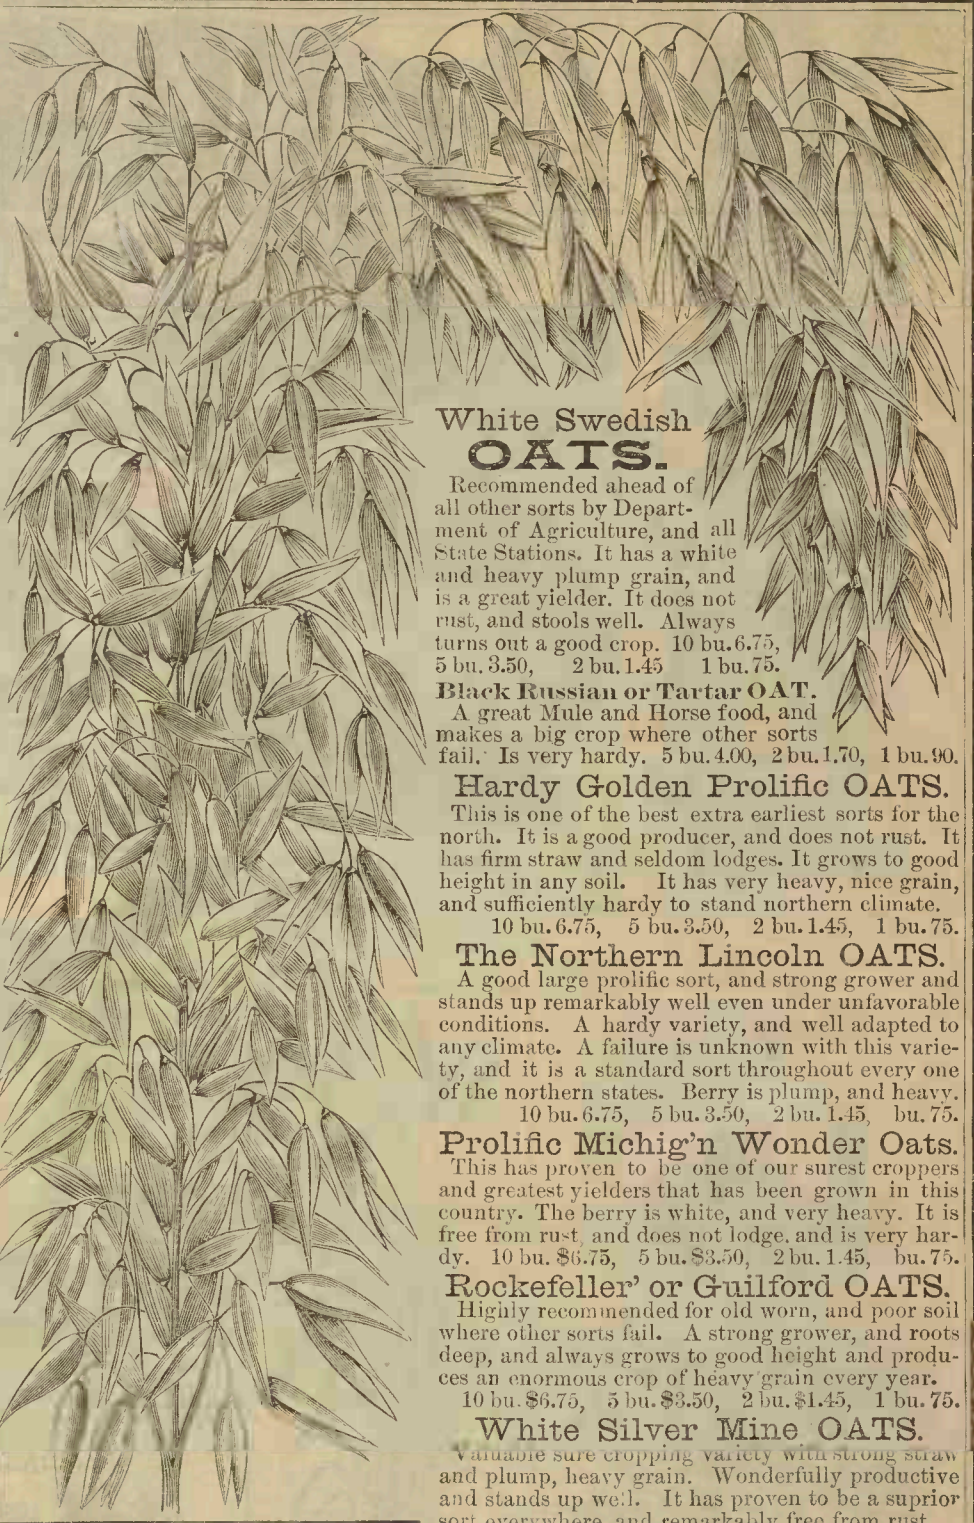 White Swedish
OATS.
Recommended ahead of
all other sorts by Depart-
ment of Agriculture, and all
State Stations. It has a white
and heavy plump grain, and
is a great yielder. It does not
rust, and stools well. Always
turns out a good crop. 10 bu. 6.75,
5 bu. 3.50, 2 bu. 1.45 1 bu. 75.
Black Russian or Tartar OAT.
A great Mule and Horse food, and
makes a big crop where other sorts
fail. Is very hardy. 5 bu. 4.00, 2 bu. 1.70, 1 bu. 90.
Hardy Golden Prolific OATS.
This is one of the best extra earliest sorts for the
north. It is a good producer, and does not rust. It
has firm straw and seldom lodges. It grows to good
height in any soil. It has very heavy, nice grain,
and sufficiently hardy to stand northern climate.
10 bu. 6.75, 5 bu. 3.50, 2 bu. 1.45, 1 bu. 75.
The Northern Lincoln OATS.
A good large prolific sort, and strong grower and
stands up remarkably well even under unfavorable
conditions. A hardy variety, and well adapted to
any climate. A failure is unknown with this varie-
ty, and it is a standard sort throughout every one
of the northern states. Berry is plump, and heavy.
10 bu. 6.75, 5 bu. 3.50, 2 bu. 1.45, bu. 75.
Prolific Michig'n Wonder Oats.
This has proven to be one of our surest croppers
and greatest yielders that has been grown in this
country. The berry is white, and very heavy. It is
free from rust, and does not lodge, and is very har-
dy. 10 bu. $6.75, 5 bu. $3.50, 2 bu. 1.45, bu. 75.
Rockefeller' or Guilford OATS.
Highly recommended for old worn, and poor soil
where other sorts fail. A strong grower, and roots
deep, and always grows to good height and produ-
ces an enormous crop of heavy grain every year.
10 bu. $6.75, 5 bu. $3.50, 2 bu. $1.45, 1 bu. 75.
White Silver Mine OATS.
Valuable sure cropping variety with strong straw
and plump, heavy grain. Wonderfully productive
and stands up well. It has proven to be a suprior
sort everywhere and remarkably free from rust